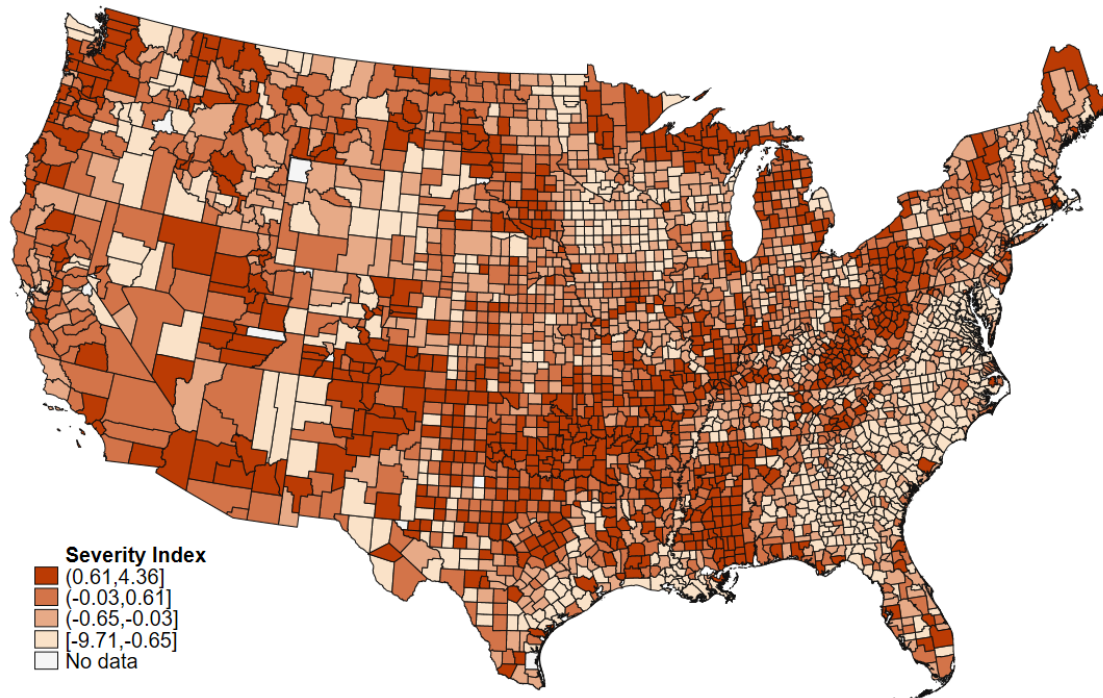 Severity Index
(0.61,4.36]
(-0.03,0.61]
(-0.65,-0.03]
[-9.71,-0.65]
No data